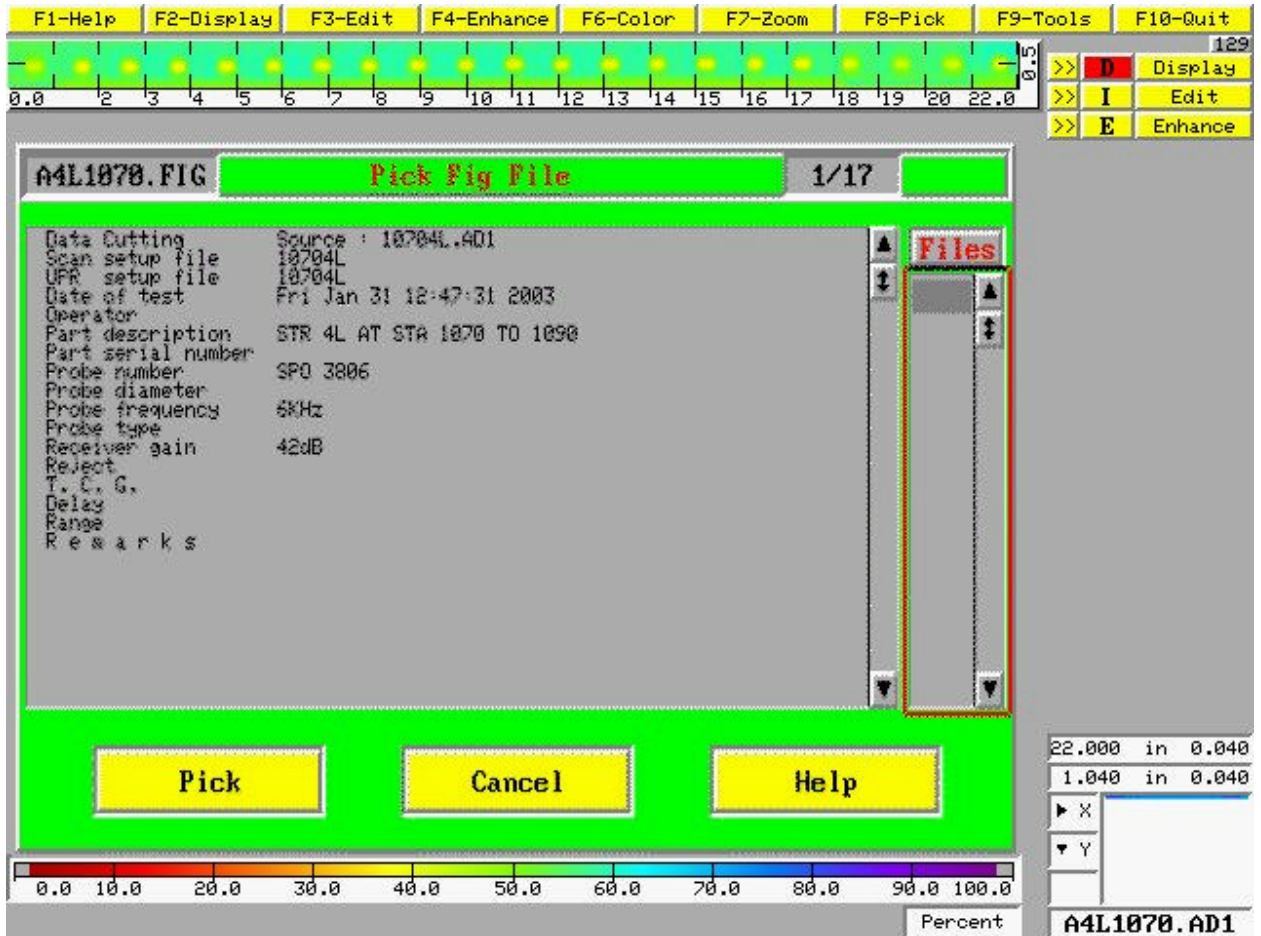 F1-Help F2-Display F3-Edit F4-Enhance F6-Color F7-Zoom F8-Pick F9-Tools F10-Quit
129
0.5
>> D Display
0.0 2 3 4 5 6 7 8 9 10 11 12 13 14 15 16 17 18 19 20 22.0
>> I Edit
>> E Enhance
A4L1070.FIG Pick Fig File 1/17
Files
Data Cutting Source : 10704L.AD1
Scan setup file 10704L
UPR setup file 10704L
Date of test Fri Jan 31 12:47:31 2003
Operator
Part description STR 4L AT STA 1070 TO 1090
Part serial number
Probe number SPO 3806
Probe diameter
Probe frequency 6KHz
Probe type
Receiver gain 42dB
Reject
T. C. G.
Delay
Range
R e m a r k s
Pick Cancel Help
22.000 in 0.040
1.040 in 0.040
X
Y
0.0 10.0 20.0 30.0 40.0 50.0 60.0 70.0 80.0 90.0 100.0
Percent
A4L1070.AD1